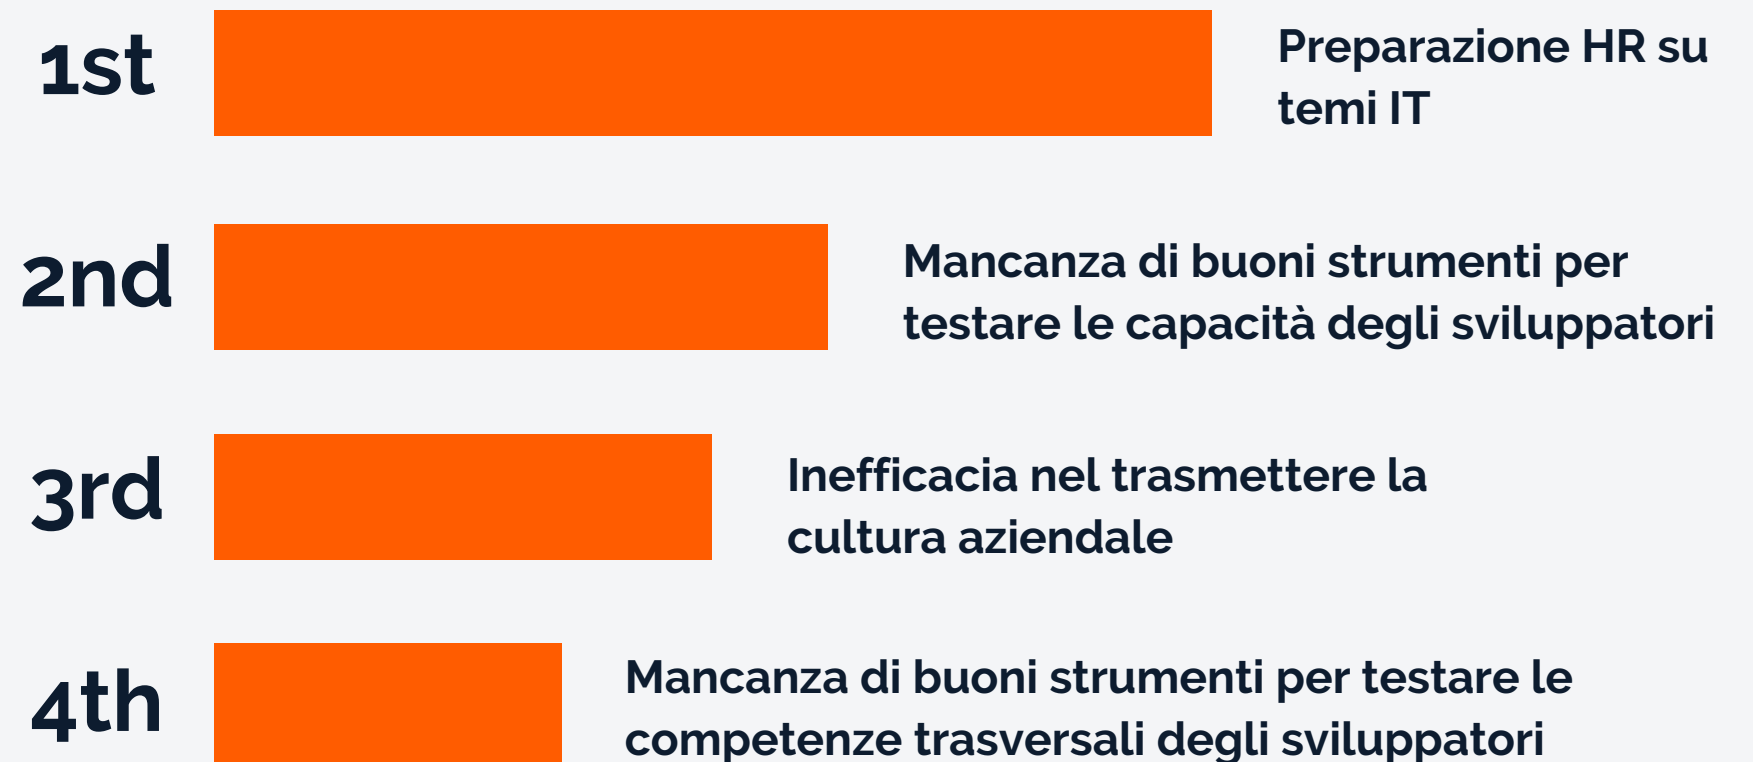 1st
Preparazione HR su
temi IT
2nd
Mancanza di buoni strumenti per
testare le capacità degli sviluppatori
3rd
Inefficacia nel trasmettere la
cultura aziendale
4th
Mancanza di buoni strumenti per testare le
competenze trasversali degli sviluppatori